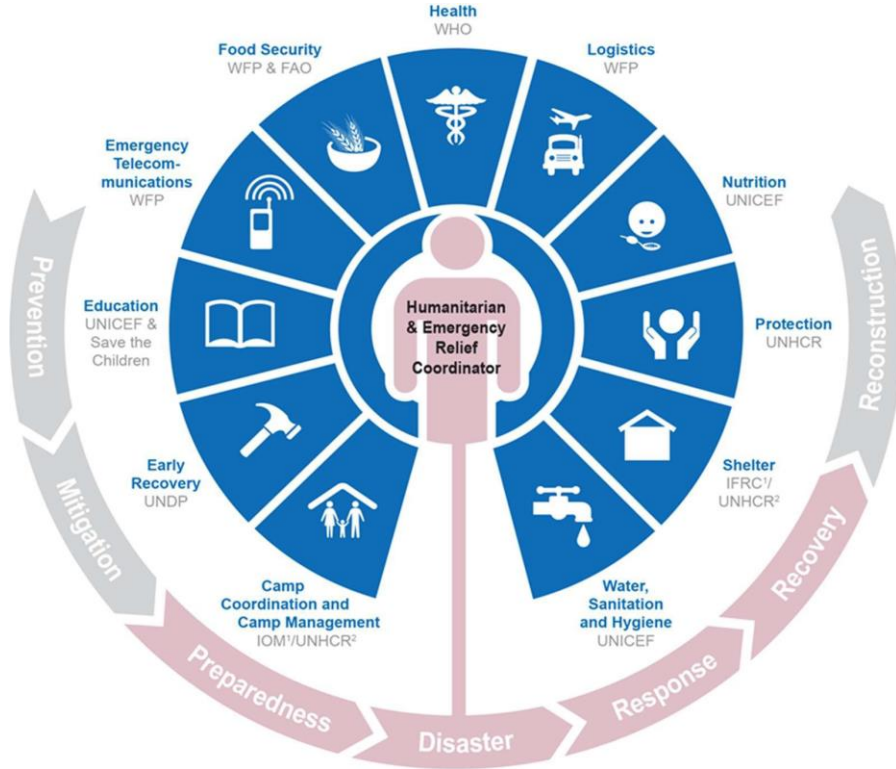 Health
WHO
Food Security
WFP & FAO
Logistics
WFP
Emergency
Telecom-
munications
WFP
Nutrition
UNICEF
Education
UNICEF &
Save the
Children
Humanitarian
& Emergency
Relief
Coordinator
Protection
UNHCR
Early
Recovery
UNDP
Shelter
IFRC¹/
UNHCR²
Camp
Coordination and
Camp Management
IOM¹/UNHCR²
Water,
Sanitation
and Hygiene
UNICEF
Prevention
Mitigation
Preparedness
Disaster
Response
Recovery
Reconstruction